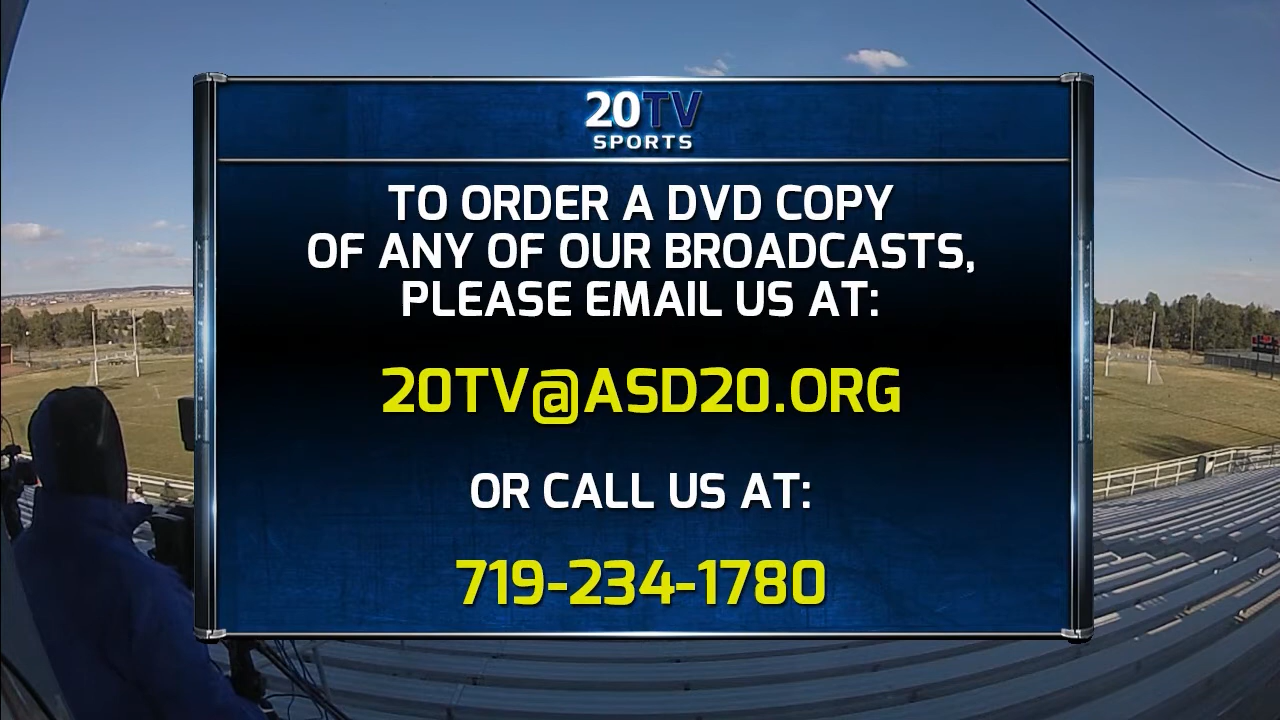 20TV
SPORTS
TO ORDER A DVD COPY
OF ANY OF OUR BROADCASTS,
PLEASE EMAIL US AT:
20TV@ASD20.ORG
OR CALL US AT:
719-234-1780